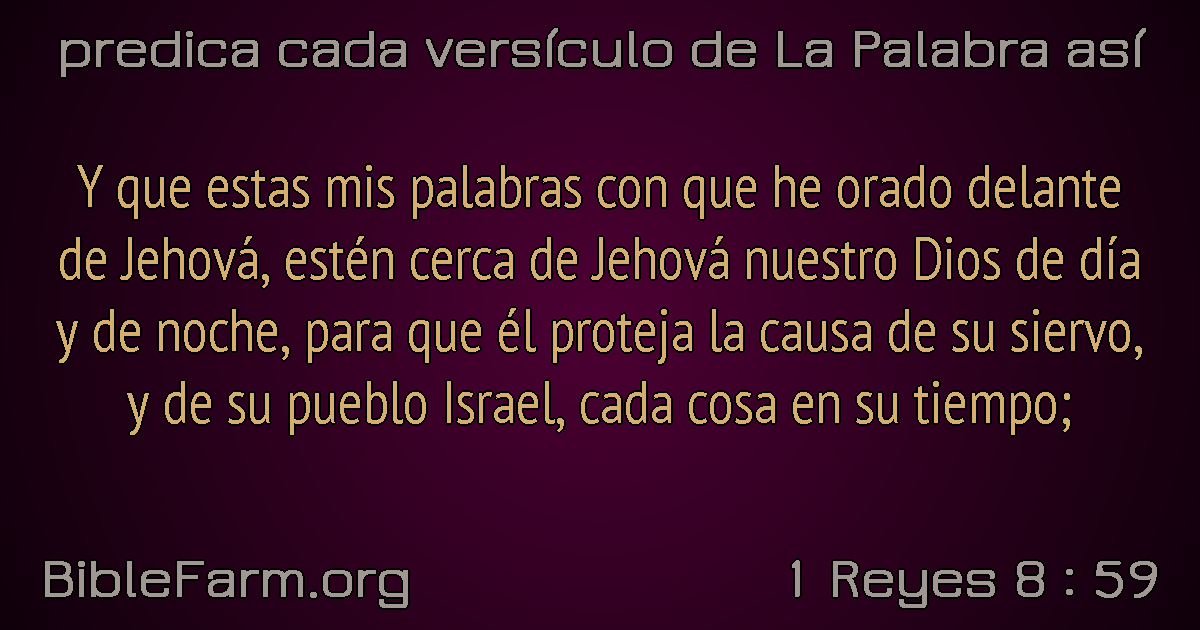 predica cada versículo de La Palabra así
Y que estas mis palabras con que he orado delante
de Jehová, estén cerca de Jehová nuestro Dios de día
y de noche, para que él proteja la causa de su siervo,
y de su pueblo Israel, cada cosa en su tiempo;
BibleFarm.org
1 Reyes 8 : 59